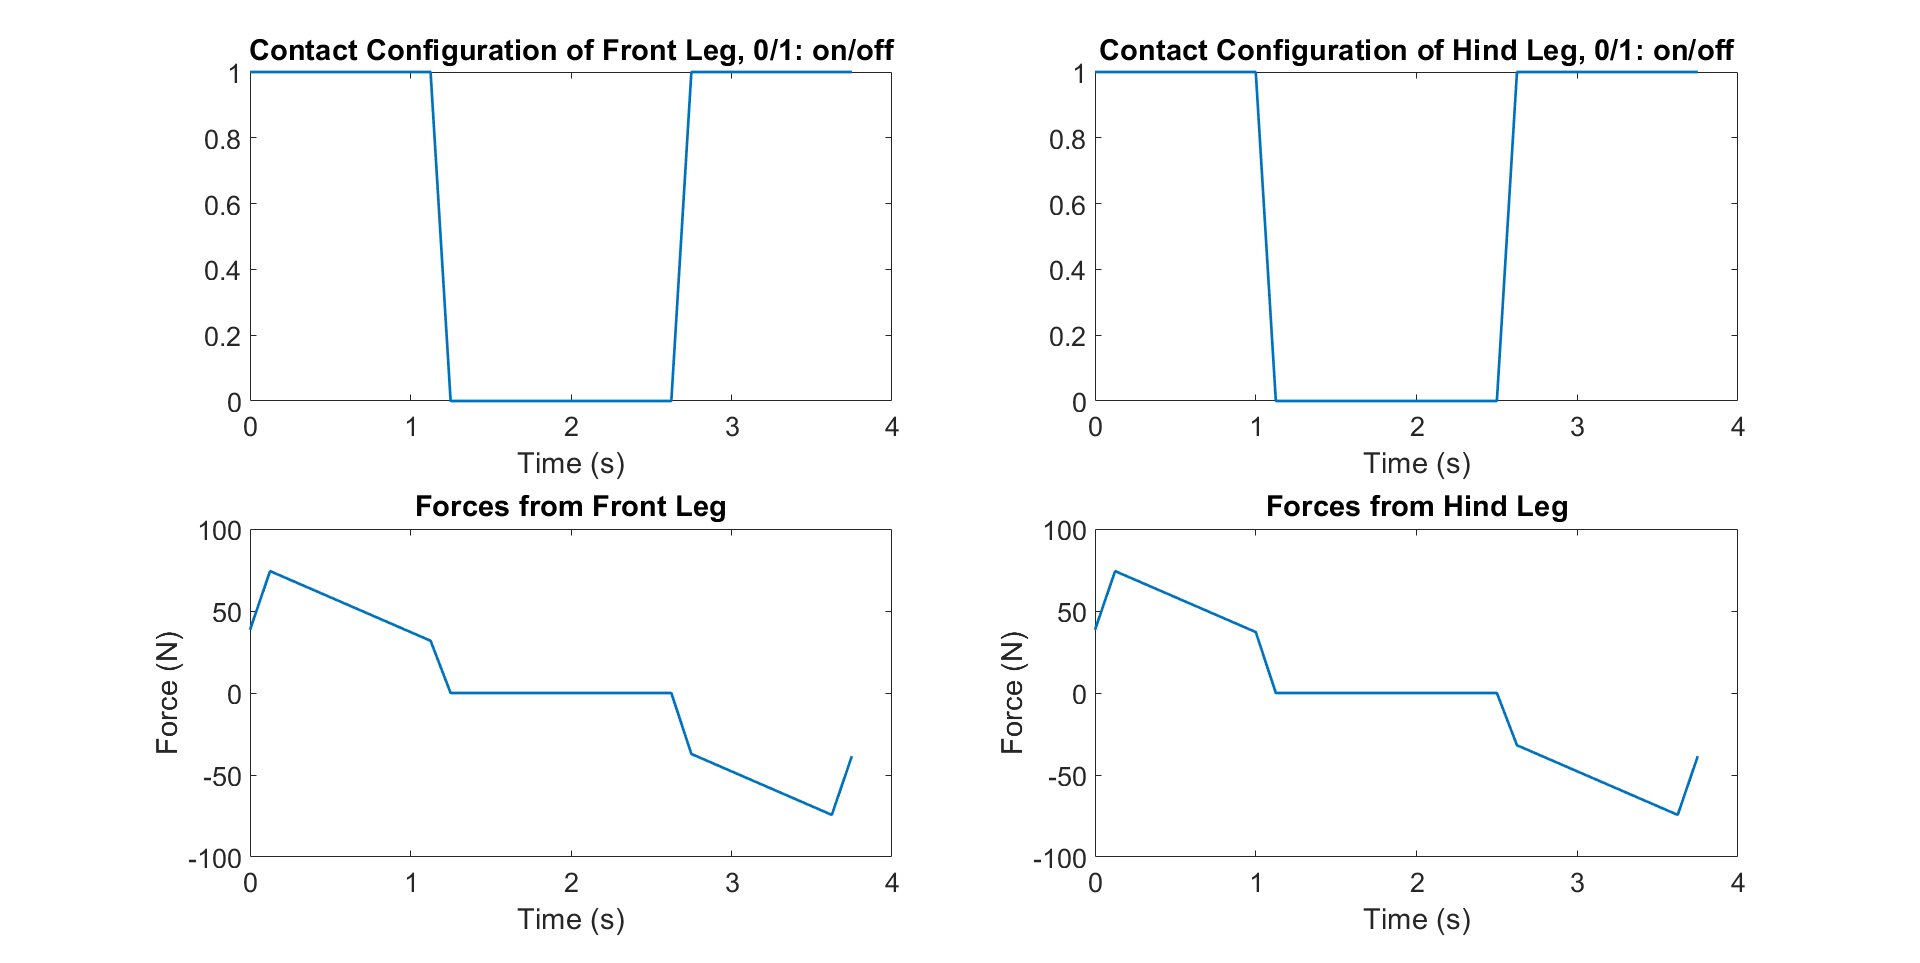 Contact Configuration of Front Leg, 0/1: on/off
1
0.8
0.6
0.4
0.2
0
0 1 2 3 4
Time (s)
Contact Configuration of Hind Leg, 0/1: on/off
1
0.8
0.6
0.4
0.2
0
0 1 2 3 4
Time (s)
Forces from Front Leg
100
50
0
-50
-100
Force (N)
0 1 2 3 4
Time (s)
Forces from Hind Leg
100
50
0
-50
-100
Force (N)
0 1 2 3 4
Time (s)